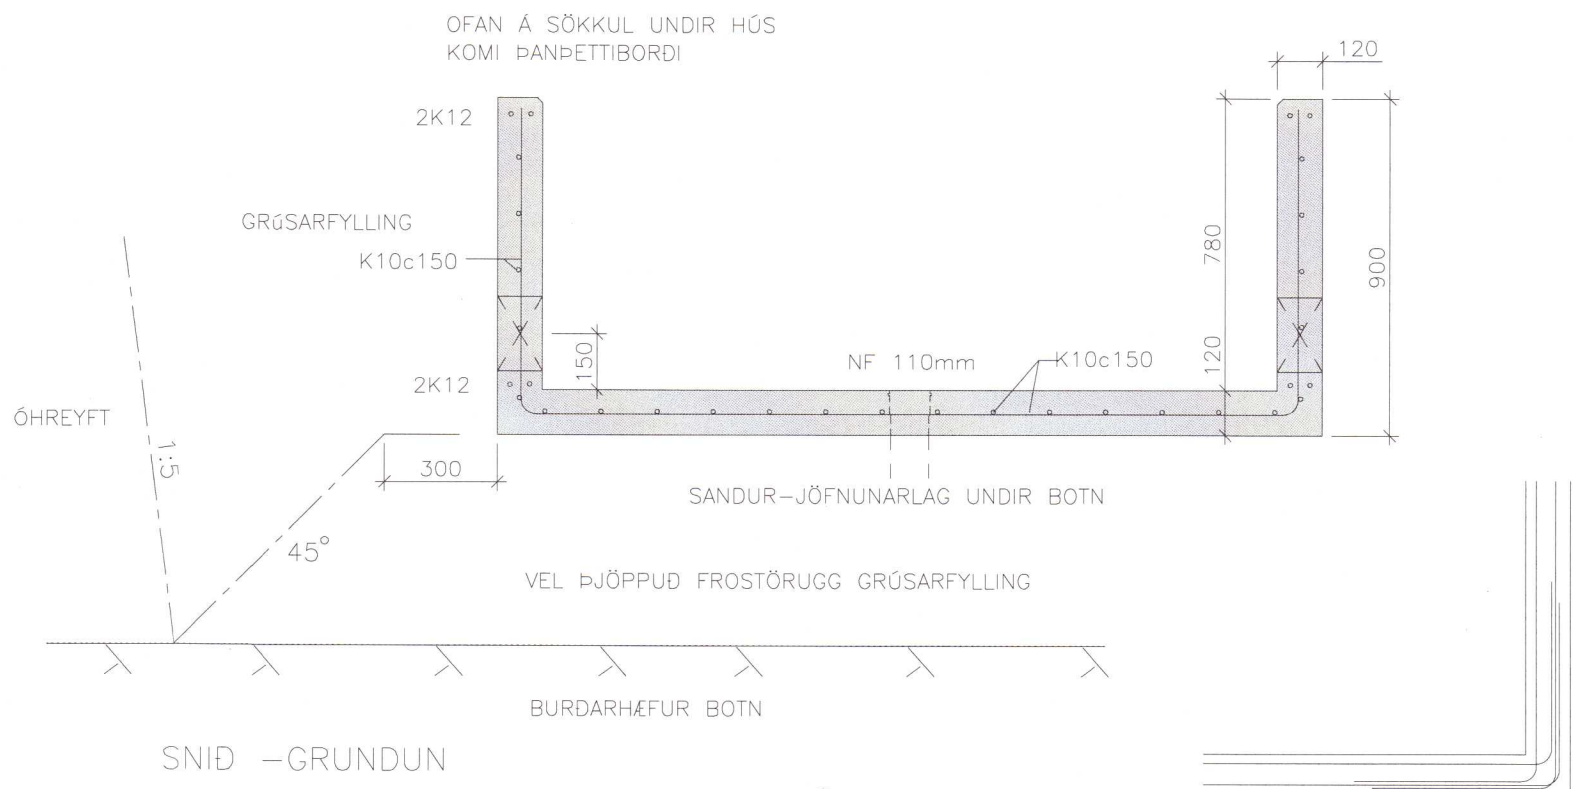 OFAN Á SÖKKUL UNDIR HÚS
KOMI ÞANÞETTIBORÐI
120
2K12
GRúSARFYLLING
K10c150
780
900
150
NF 110mm
K10c150
120
2K12
ÓHREYFT
1:5
300
SANDUR-JÖFNUNARLAG UNDIR BOTN
45°
VEL ÞJÖPPUÐ FROSTÖRUGG GRÚSARFYLLING
BURÐARHÆFUR BOTN
SNIÐ -GRUNDUN